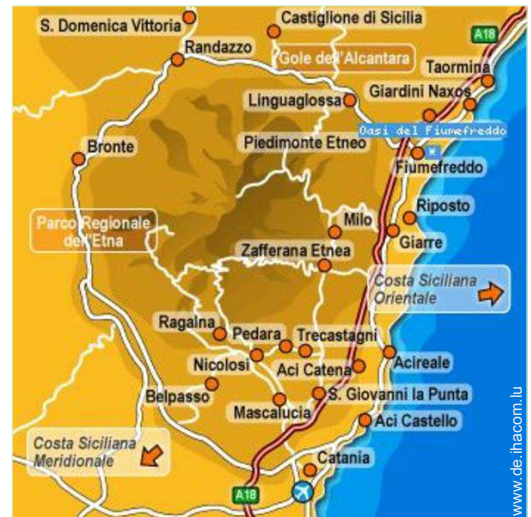 S. Domenica Vittoria
Castiglione di Sicilia
A18
Randazzo
Gole dell'Alcantara
Taormina
Linguaglossa
Giardini Naxos
Oasi del Fiumefreddo
Bronte
Piedimonte Etneo
Fiumefreddo
Parco Regionale
dell'Etna
Milo
Riposto
Giarre
Zafferana Etnea
Costa Siciliana
Orientale
Ragalna
Pedara
Trecastagni
Nicolosi
Aci Catena
Acireale
Belpasso
Mascalucia
S. Giovanni la Punta
Aci Castello
Costa Siciliana
Meridionale
Catania
A18
www.de.ihacom.lu